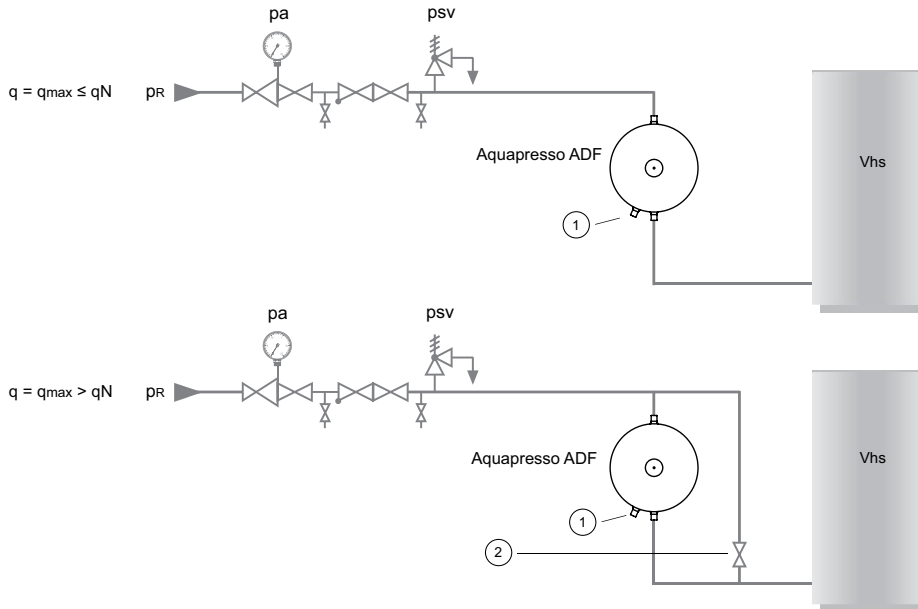 pa
psv
q = qmax ≤ qN
pR
Aquapresso ADF
Vhs
1
pa
psv
q = qmax > qN
pR
Aquapresso ADF
Vhs
1
2